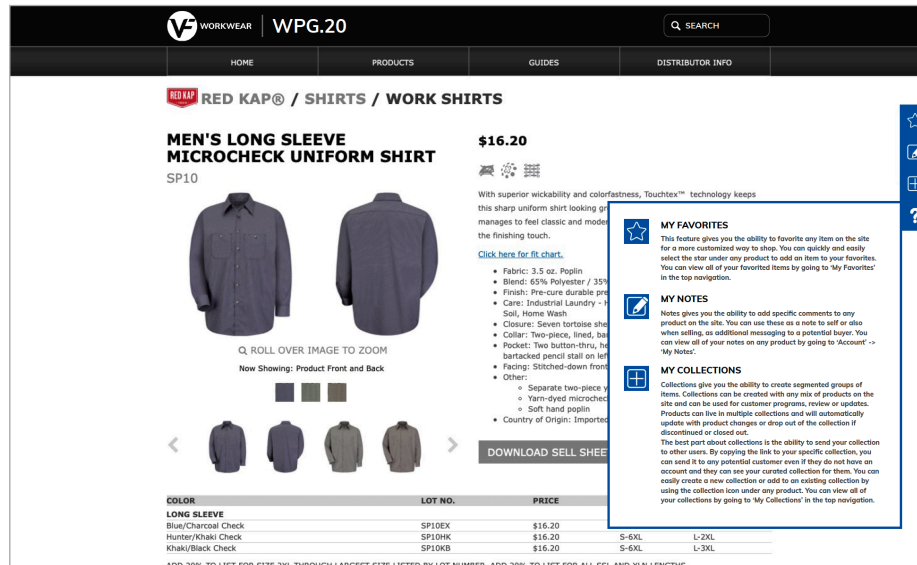 VF WORKWEAR WPG.20
SEARCH
HOME PRODUCTS GUIDES DISTRIBUTOR INFO
RED KAP RED KAP® / SHIRTS / WORK SHIRTS
MEN'S LONG SLEEVE
MICROCHECK UNIFORM SHIRT
SP10
ROLL OVER IMAGE TO ZOOM
Now Showing: Product Front and Back
$16.20
With superior wickability and colorfastness, Touchtex™ technology keeps
this sharp uniform shirt looking gr
manages to feel classic and moder
the finishing touch.
Click here for fit chart.
Fabric: 3.5 oz. Poplin
Blend: 65% Polyester / 35%
Finish: Pre-cure durable pre
Care: Industrial Laundry - H
Soil, Home Wash
Closure: Seven tortoise she
Collar: Two-piece, lined, ba
Pocket: Two button-thru, he
bartacked pencil stall on lef
Facing: Stitched-down front
Other:
Separate two-piece y
Yarn-dyed microchec
Soft hand poplin
Country of Origin: Imported
DOWNLOAD SELL SHEE
MY FAVORITES
This feature gives you the ability to favorite any item on the site
for a more customized way to shop. You can quickly and easily
select the star under any product to add an item to your favorites.
You can view all of your favorited items by going to 'My Favorites'
in the top navigation.
MY NOTES
Notes gives you the ability to add specific comments to any
product on the site. You can use these as a note to self or also
when selling, as additional messaging to a potential buyer. You
can view all of your notes on any product by going to 'Account' ->
'My Notes'.
MY COLLECTIONS
Collections give you the ability to create segmented groups of
items. Collections can be created with any mix of products on the
site and can be used for customer programs, review or updates.
Products can live in multiple collections and will automatically
update with product changes or drop out of the collection if
discontinued or closed out.
The best part about collections is the ability to send your collection
to other users. By copying the link to your specific collection, you
can send it to any potential customer even if they do not have an
account and they can see your curated collection for them. You can
easily create a new collection or add to an existing collection by
using the collection icon under any product. You can view all of
your collections by going to 'My Collections' in the top navigation.
?
COLOR LOT NO. PRICE
LONG SLEEVE
Blue/Charcoal Check SP10EX $16.20
Hunter/Khaki Check SP10HK $16.20 S-6XL L-2XL
Khaki/Black Check SP10KB $16.20 S-6XL L-3XL